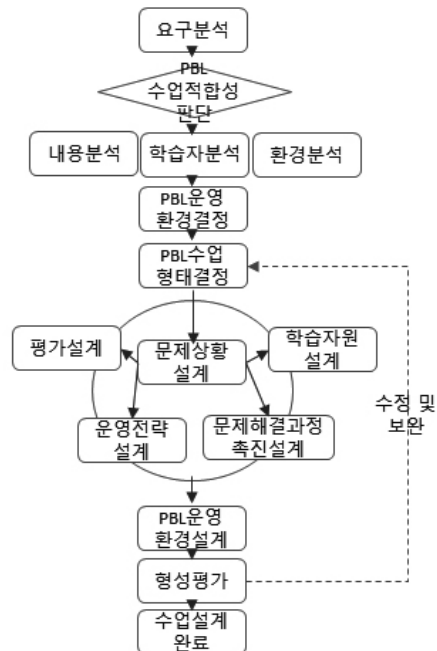 요구분석
PBL
수업적합성
판단
내용분석
학습자분석
환경분석
PBL운영
환경결정
PBL수업
형태결정
평가설계
문제상황
설계
학습자원
설계
수정 및
보완
운영전략
설계
문제해결과정
촉진설계
PBL운영
환경설계
형성평가
수업설계
완료